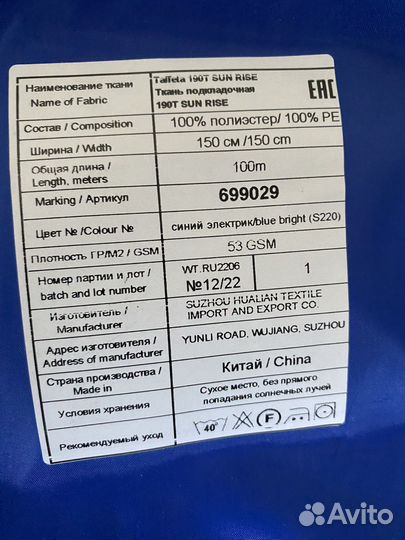 Наименование ткани
Name of Fabric
Taffeta 190T SUN RISE
Ткань подкладочная
190T SUN RISE
EAC
Состав / Composition
100% полиэстер/ 100% PE
Ширина / Width
150 см /150 cm
Общая длина /
Length, meters
100m
Marking / Артикул
699029
Цвет № /Colour №
синий электрик/blue bright (S220)
Плотность ГР/М2 / GSM
53 GSM
Номер партии и лот /
batch and lot number
WT.RU2206
№12/22
1
Изготовитель /
Manufacturer
SUZHOU HUALIAN TEXTILE
IMPORT AND EXPORT CO.
Адрес изготовителя /
Address of manufacturer
YUNLI ROAD, WUJIANG, SUZHOU
Страна производства /
Made in
Китай / China
Условия хранения
Сухое место, без прямого
попадания солнечных лучей
Рекомендуемый уход
40°
F
Avito